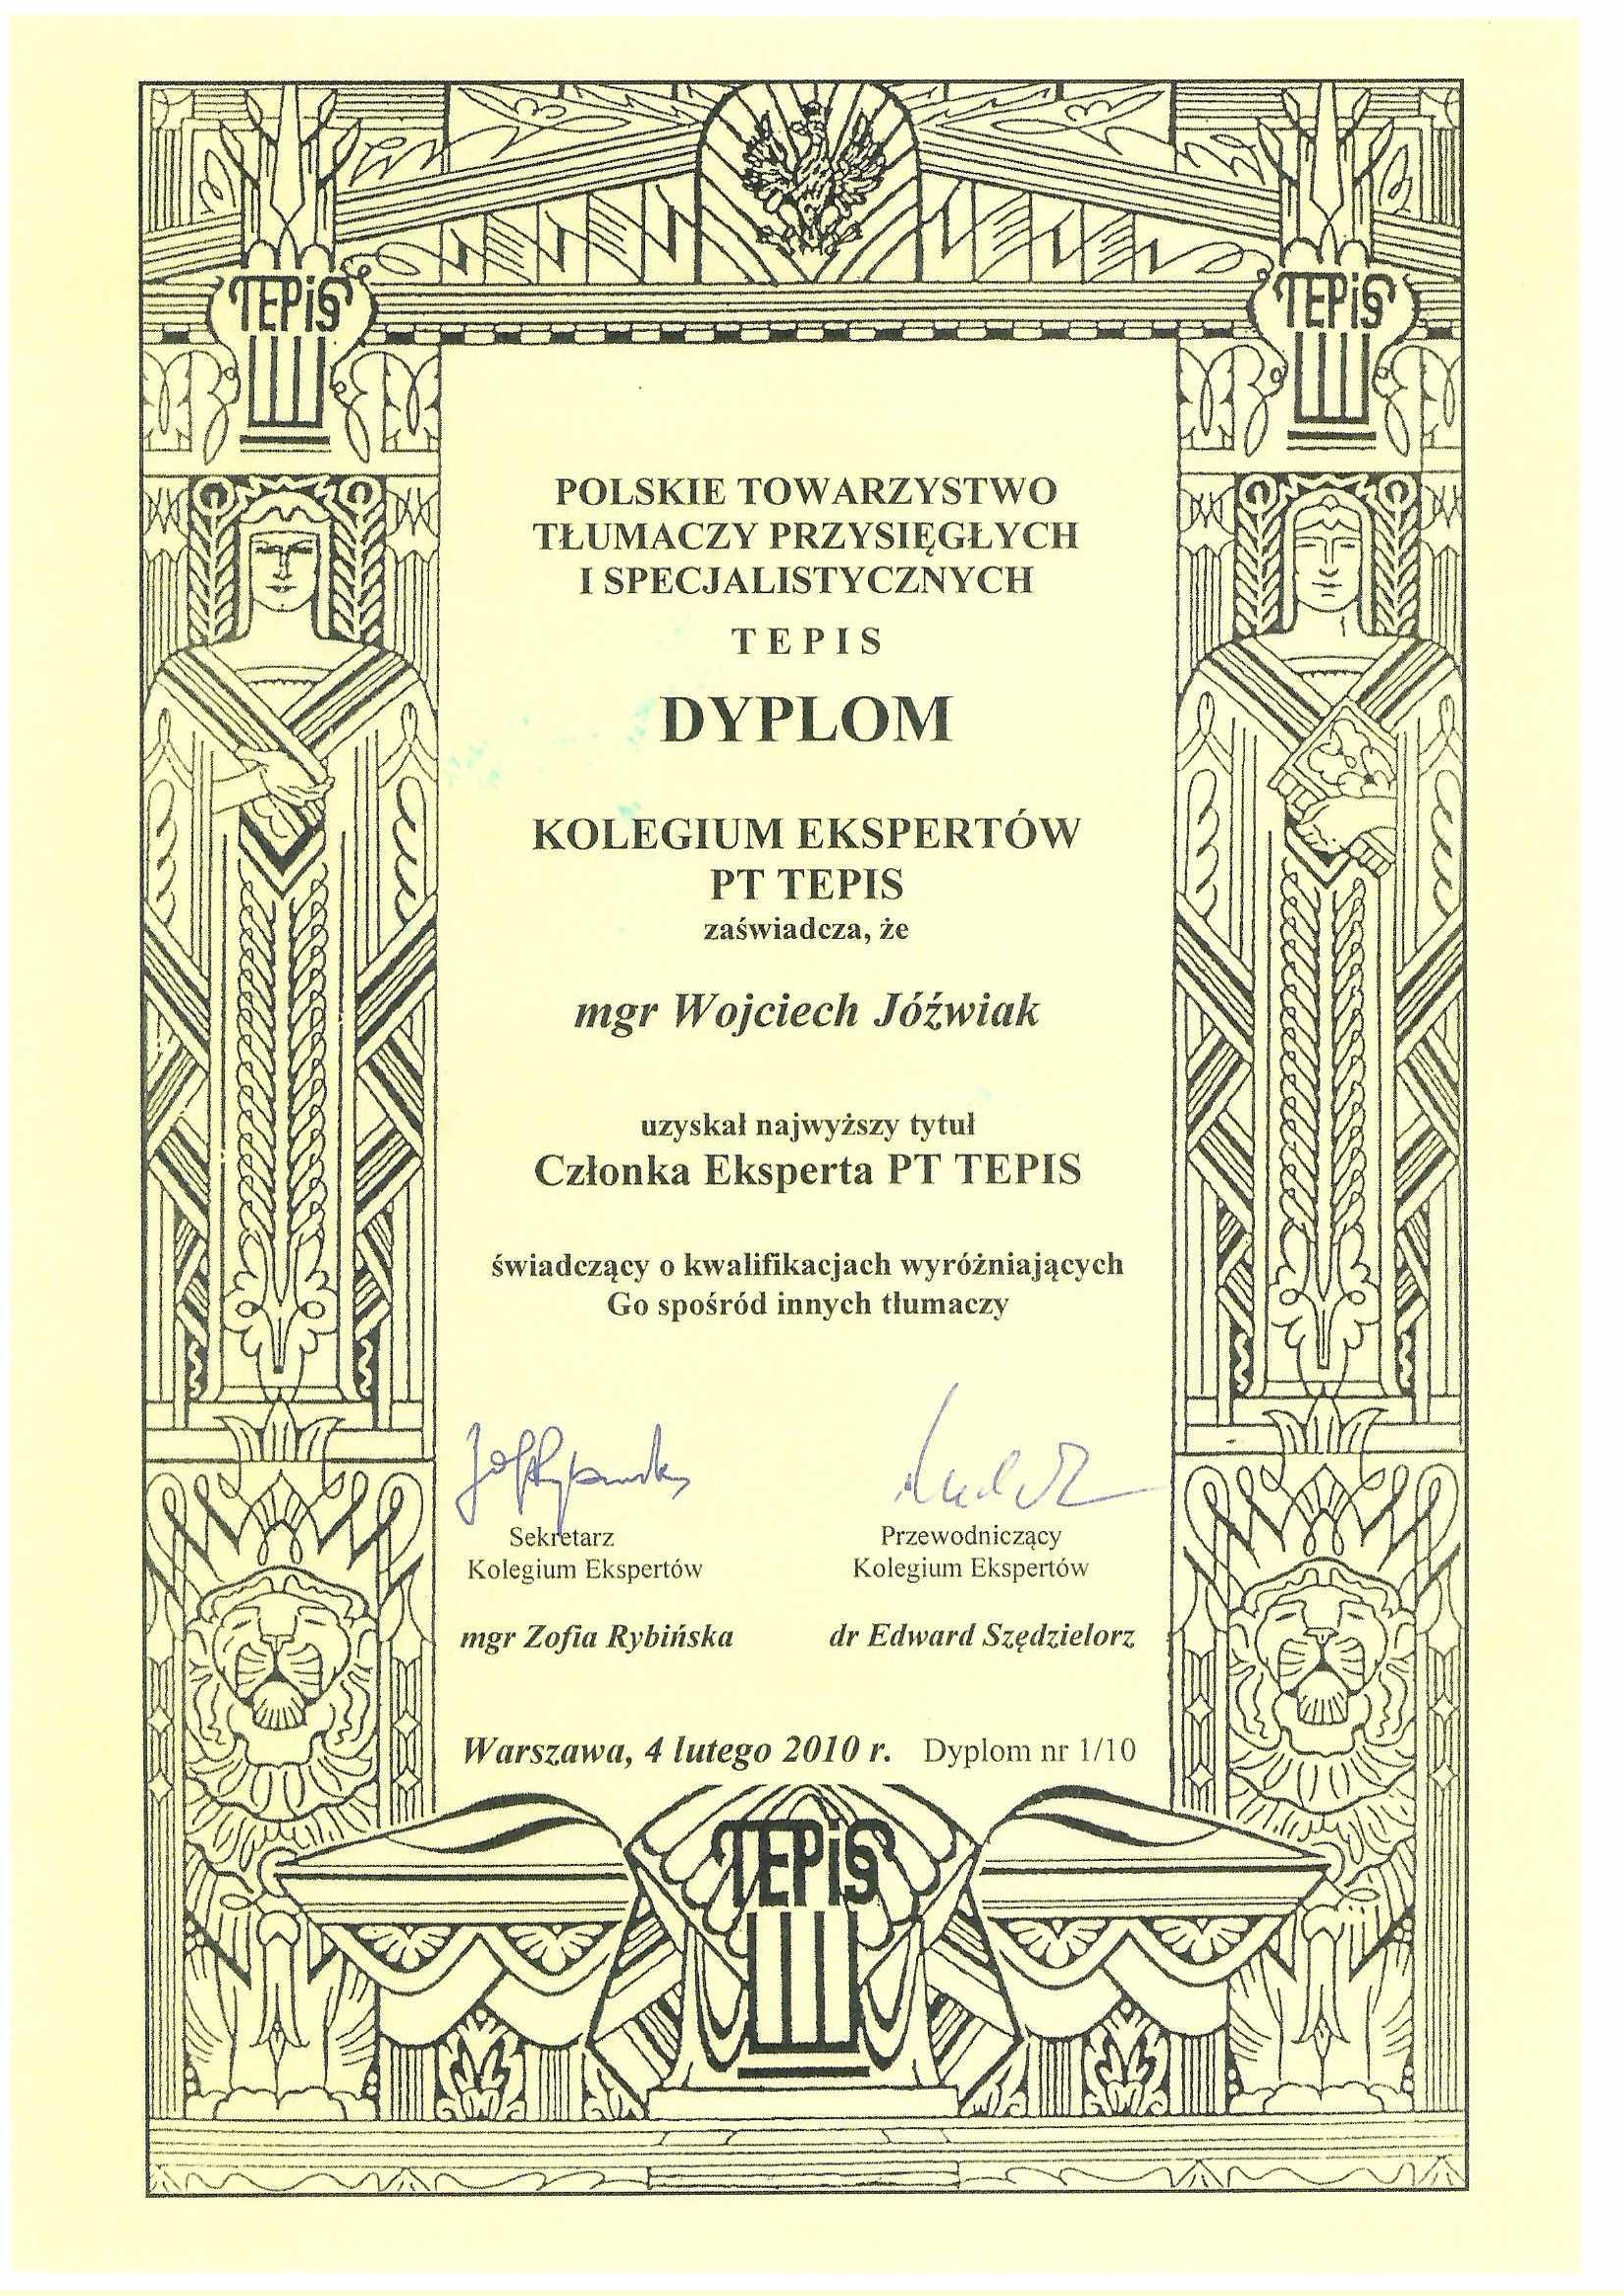 TEPiS
TEPiS
POLSKIE TOWARZYSTWO
TŁUMACZY PRZYSIĘGŁYCH
I SPECJALISTYCZNYCH
TEPIS
DYPLOM
KOLEGIUM EKSPERTÓW
PT TEPIS
zaświadcza, że
mgr Wojciech Jóźwiak
uzyskał najwyższy tytuł
Członka Eksperta PT TEPIS
świadczący o kwalifikacjach wyróżniających
Go spośród innych tłumaczy
Sekretarz
Kolegium Ekspertów
mgr Zofia Rybińska
Przewodniczący
Kolegium Ekspertów
dr Edward Szędzielorz
Warszawa, 4 lutego 2010 r. Dyplom nr 1/10
TEPiS